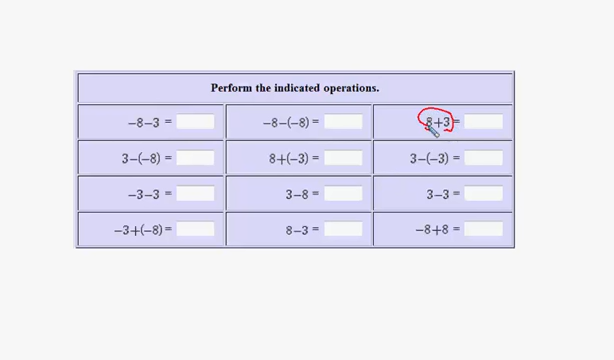 Perform the indicated operations.
−8−3 = −8−(−8) = 8+3 =
3−(−8) = 8+(−3) = 3−(−3) =
−3−3 = 3−8 = 3−3 =
−3+(−8) = 8−3 = −8+8 =